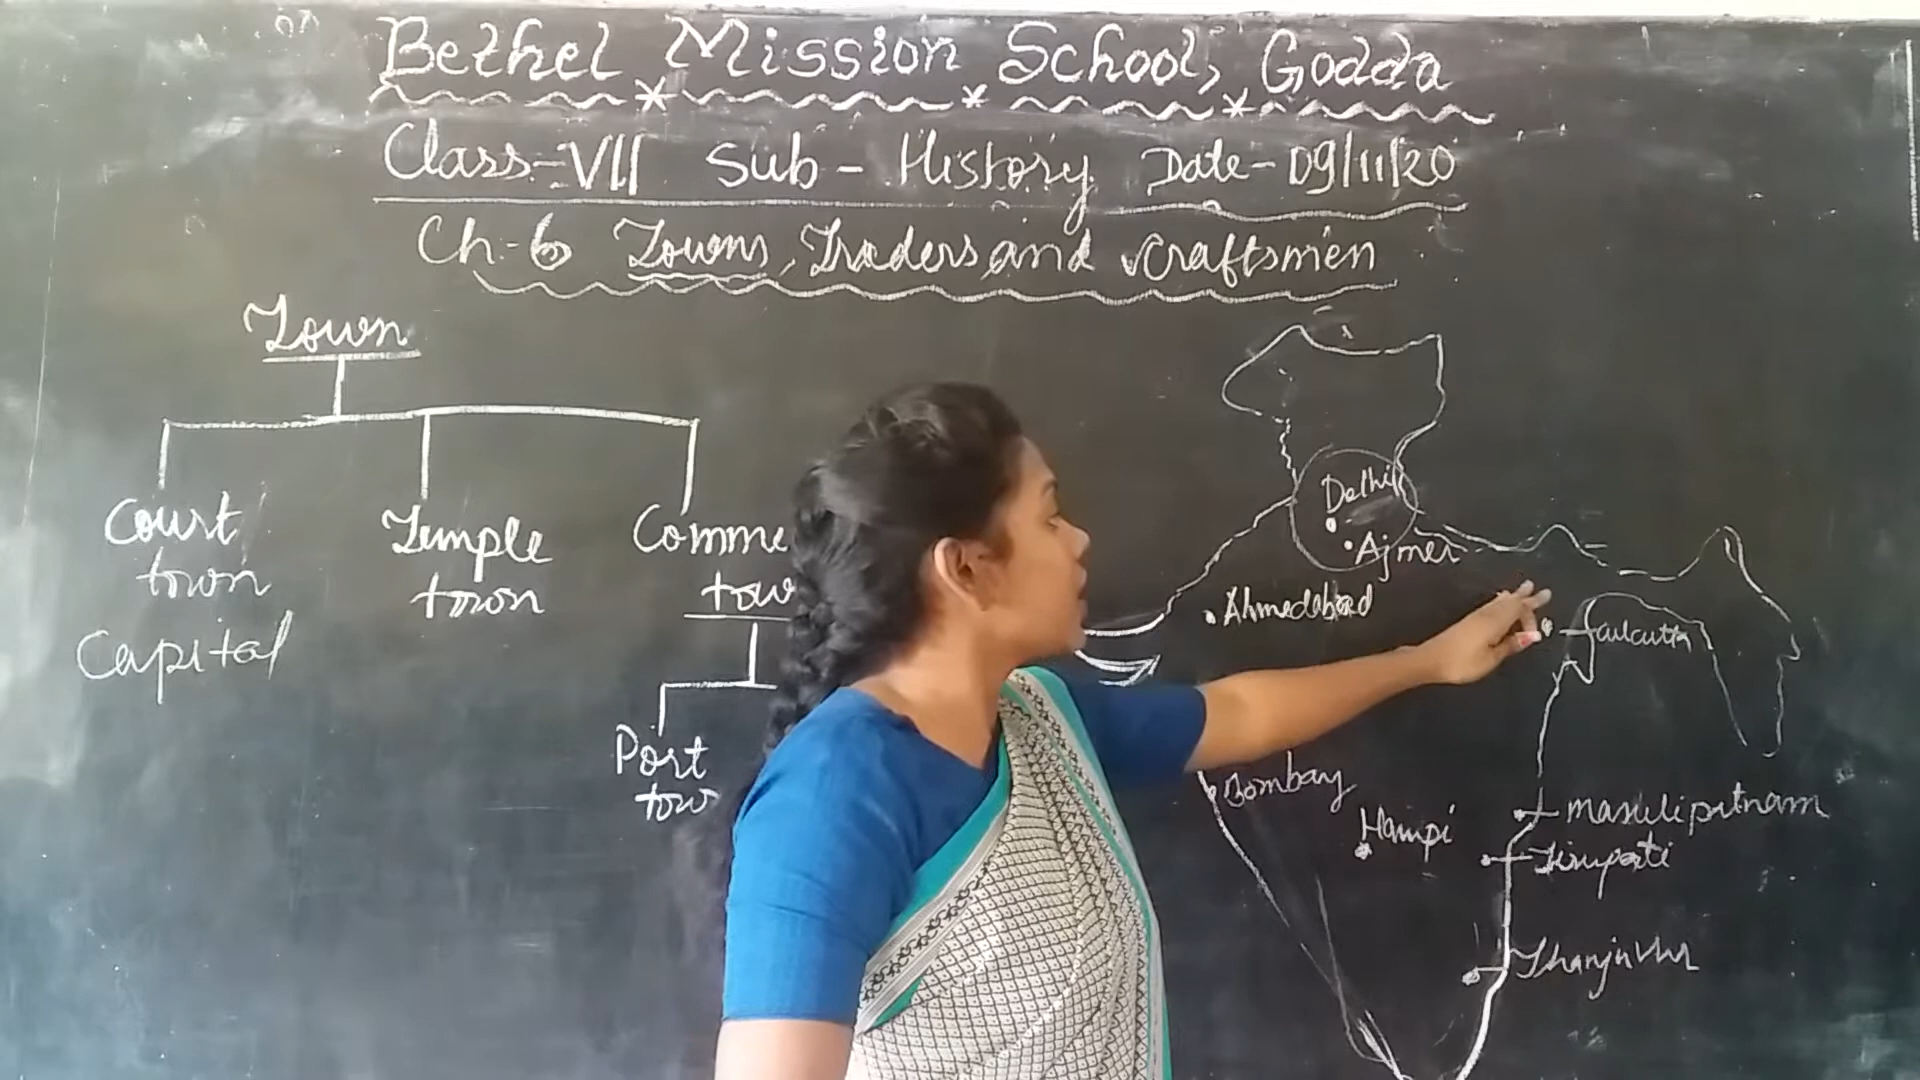 Bethel Mission School, Godda
Class-VII Sub - History Date - 09/11/20
Ch-6 Towns, Traders, and Craftsmen
Town
Court
town
Capital
Temple
town
Comme
tow
Port
tow
Delhi
Ajmer
Ahmedabad
Calcutta
Bombay
Hampi
Masulipatnam
Tirupati
Thanjuvur